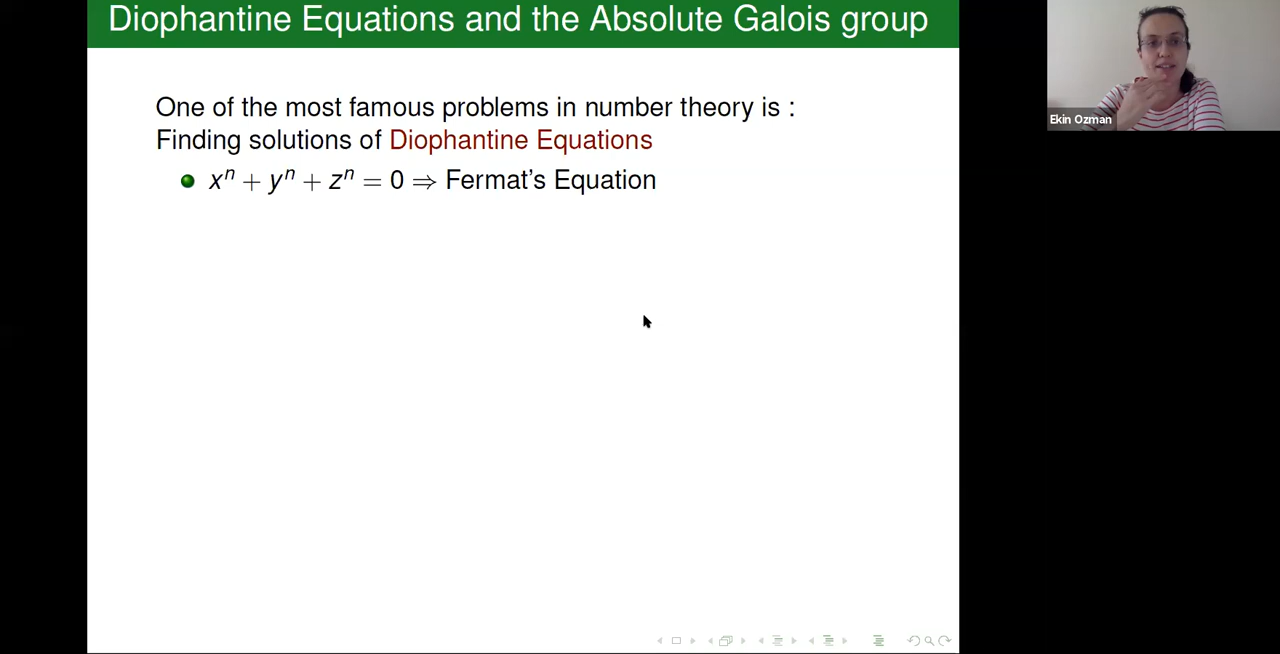 Diophantine Equations and the Absolute Galois group
One of the most famous problems in number theory is :
Finding solutions of Diophantine Equations
xⁿ + yⁿ + zⁿ = 0 ⇒ Fermat's Equation
Ekin Ozman